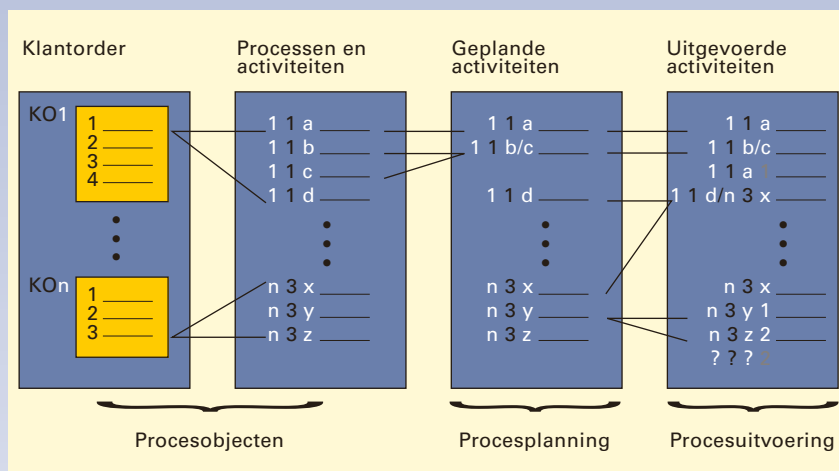 Klantorder
Processen en
activiteiten
Geplande
activiteiten
Uitgevoerde
activiteiten
KO1
1
2
3
4
KOn
1
2
3
1 1 a
1 1 b
1 1 c
1 1 d
n 3 x
n 3 y
n 3 z
1 1 a
1 1 b/c
1 1 d
n 3 x
n 3 y
n 3 z
1 1 a
1 1 b/c
1 1 a 1
1 1 d/n 3 x
n 3 x
n 3 y 1
n 3 z 2
? ? ? 2
Procesobjecten
Procesplanning
Procesuitvoering